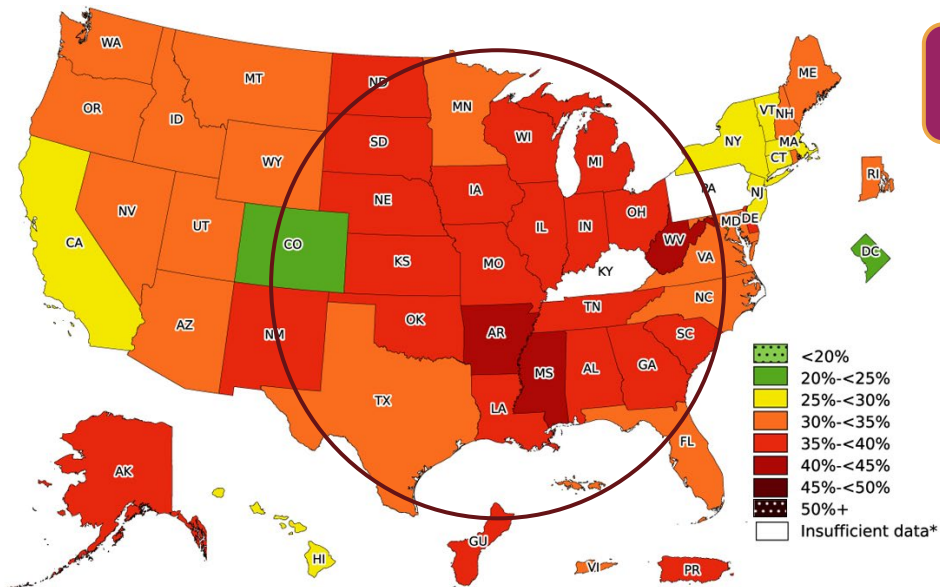 WA
MT
ND
MN
ME
OR
ID
WY
SD
WI
MI
NY
VT
NH
MA
CT
RI
NV
UT
CO
NE
IA
IL
IN
OH
PA
NJ
CA
KS
MO
KY
WV
VA
MD
DE
DC
AZ
NM
OK
AR
TN
NC
SC
TX
LA
MS
AL
GA
FL
AK
HI
GU
VI
PR
<20%
20%-<25%
25%-<30%
30%-<35%
35%-<40%
40%-<45%
45%-<50%
50%+
Insufficient data*